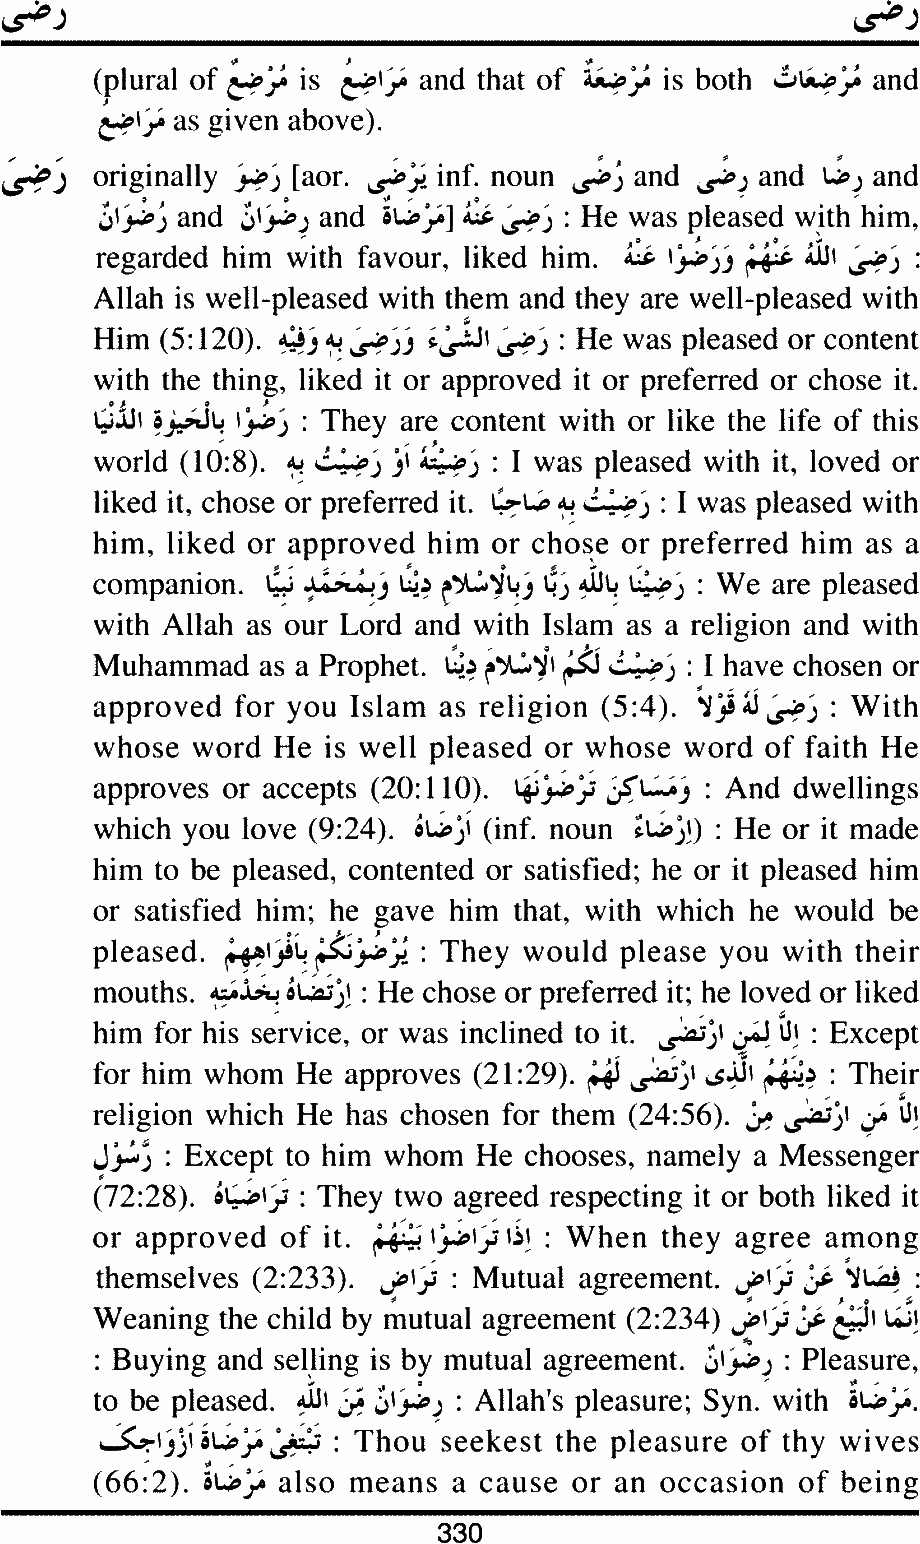 رضى رضى
(plural of مُرْضِعٌ is مَرَاضِعُ and that of مُرْضِعَةٌ is both مُرْضِعَاتٌ and
مَرَاضِعُ as given above).
رَضِىَ originally رَضِوَ [aor. يَرْضَى inf. noun رُضًى and رِضًى and رِضًا and
رُضْوَانٌ and رِضْوَانٌ and مَرْضَاةٌ] رَضِىَ عَنْهُ : He was pleased with him,
regarded him with favour, liked him. رَضِىَ اللّٰهُ عَنْهُمْ وَرَضُوْا عَنْهُ :
Allah is well-pleased with them and they are well-pleased with
Him (5:120). رَضِىَ الشَّىْءَ وَرَضِىَ بِهٖ وَفِيْهِ : He was pleased or content
with the thing, liked it or approved it or preferred or chose it.
رَضُوْا بِالْحَيٰوةِ الدُّنْيَا : They are content with or like the life of this
world (10:8). رَضِيْتُهُ اَوْ رَضِيْتُ بِهٖ : I was pleased with it, loved or
liked it, chose or preferred it. رَضِيْتُ بِهٖ صَاحِبًا : I was pleased with
him, liked or approved him or chose or preferred him as a
companion. رَضِيْنَا بِاللّٰهِ رَبًّا وَبِالْاِسْلَامِ دِيْنًا وَبِمُحَمَّدٍ نَبِيًّا : We are pleased
with Allah as our Lord and with Islam as a religion and with
Muhammad as a Prophet. رَضِيْتُ لَكُمُ الْاِسْلَامَ دِيْنًا : I have chosen or
approved for you Islam as religion (5:4). رَضِىَ لَهٗ قَوْلًا : With
whose word He is well pleased or whose word of faith He
approves or accepts (20:110). وَمَسَاكِنَ تَرْضَوْنَهَا : And dwellings
which you love (9:24). اَرْضَاهُ (inf. noun اِرْضَاءٌ) : He or it made
him to be pleased, contented or satisfied; he or it pleased him
or satisfied him; he gave him that, with which he would be
pleased. يُرْضُوْنَكُمْ بِاَفْوَاهِهِمْ : They would please you with their
mouths. اِرْتَضَاهُ بِخِدْمَتِهٖ : He chose or preferred it; he loved or liked
him for his service, or was inclined to it. اِلَّا لِمَنِ ارْتَضٰى : Except
for him whom He approves (21:29). دِيْنَهُمُ الَّذِى ارْتَضٰى لَهُمْ : Their
religion which He has chosen for them (24:56). اِلَّا مَنِ ارْتَضٰى مِنْ
رَّسُوْلٍ : Except to him whom He chooses, namely a Messenger
(72:28). تَرَاضَيَاهُ : They two agreed respecting it or both liked it
or approved of it. اِذَا تَرَاضَوْا بَيْنَهُمْ : When they agree among
themselves (2:233). تَرَاضٍ : Mutual agreement. فِصَالًا عَنْ تَرَاضٍ :
Weaning the child by mutual agreement (2:234) اِنَّمَا الْبَيْعُ عَنْ تَرَاضٍ
: Buying and selling is by mutual agreement. رِضْوَانٌ : Pleasure,
to be pleased. رِضْوَانٌ مِّنَ اللّٰهِ : Allah's pleasure; Syn. with مَرْضَاةٌ.
تَبْتَغِىْ مَرْضَاةَ اَزْوَاجِكَ : Thou seekest the pleasure of thy wives
(66:2). مَرْضَاةٌ also means a cause or an occasion of being
330